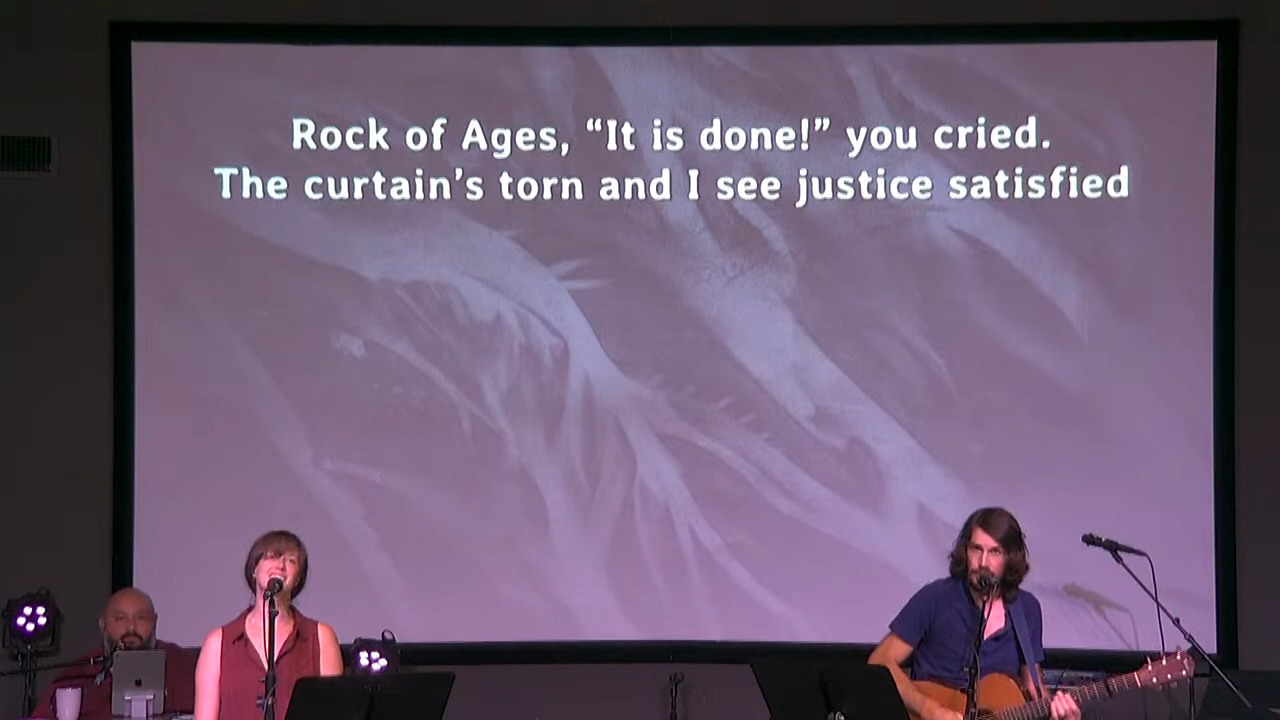 Rock of Ages, “It is done!” you cried.
The curtain’s torn and I see justice satisfied